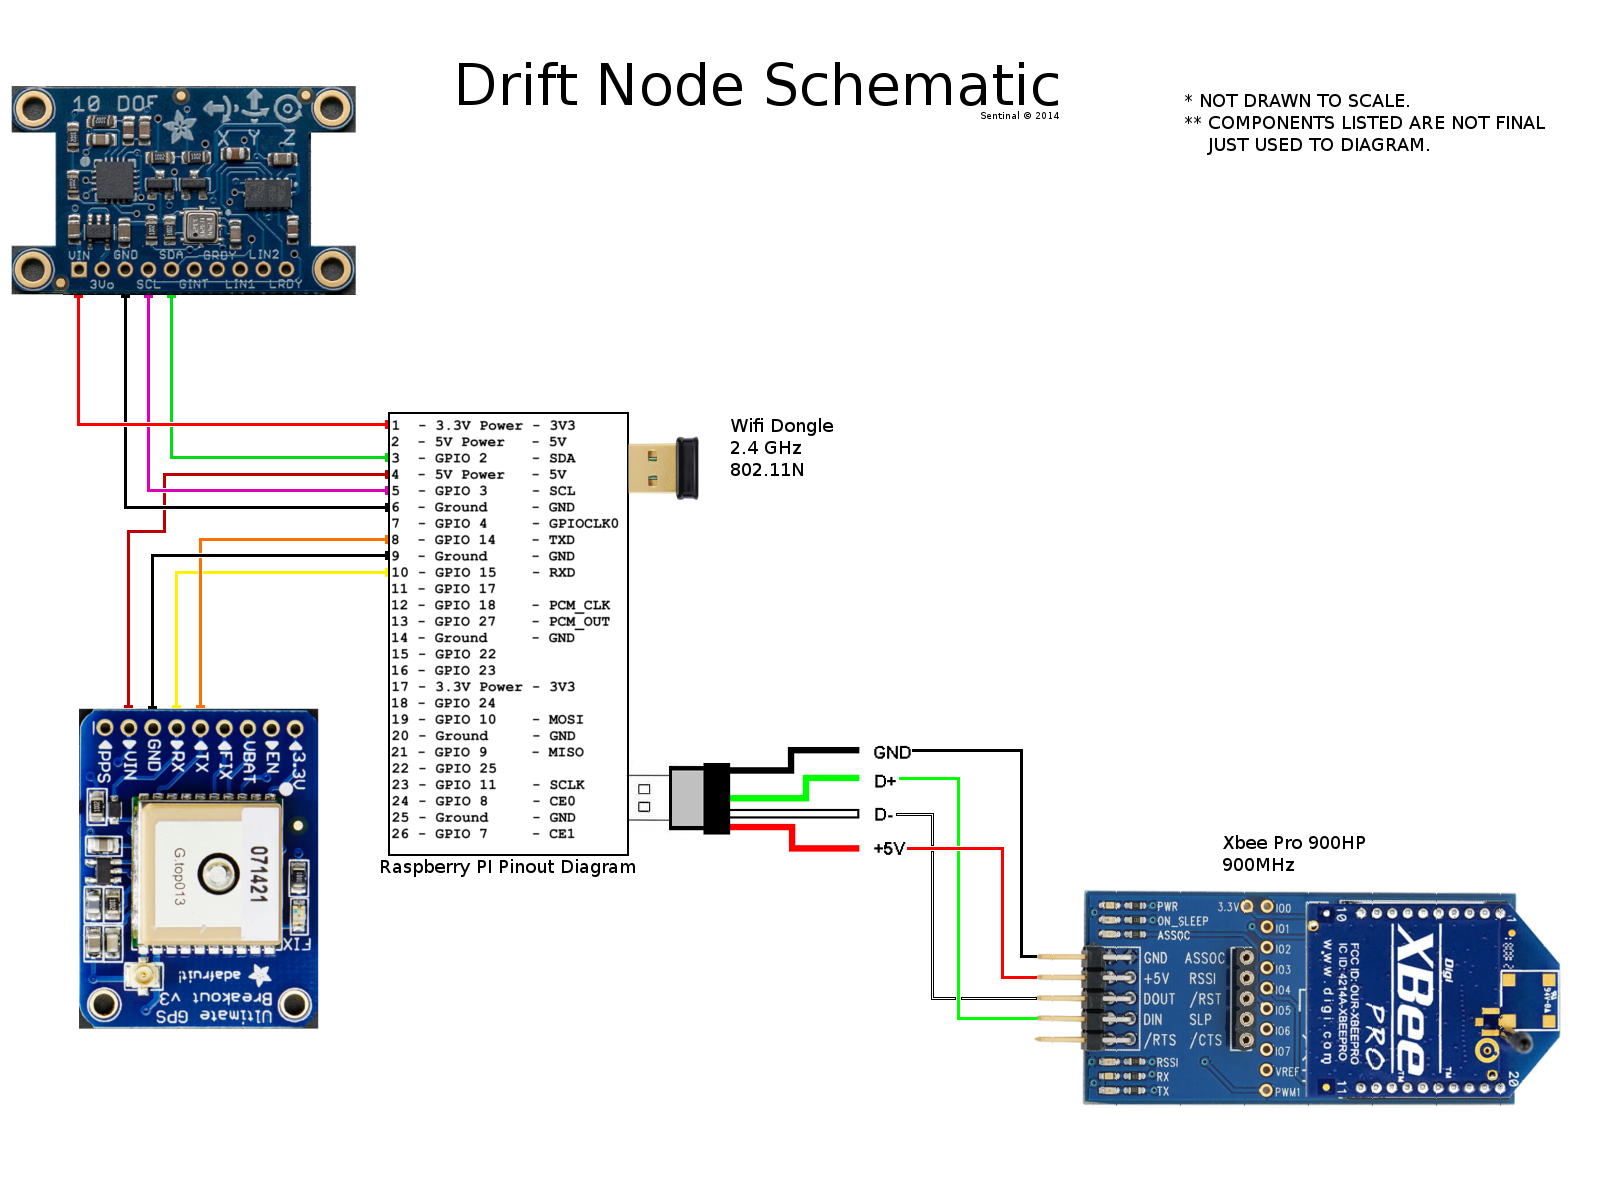 Drift Node Schematic
Sentinal © 2014
* NOT DRAWN TO SCALE.
** COMPONENTS LISTED ARE NOT FINAL
JUST USED TO DIAGRAM.
10 DOF
X Y Z
VIN GND SDA GRDY LIN2
3Vo SCL GINT LIN1 LRDY
1 - 3.3V Power - 3V3
2 - 5V Power - 5V
3 - GPIO 2 - SDA
4 - 5V Power - 5V
5 - GPIO 3 - SCL
6 - Ground - GND
7 - GPIO 4 - GPIOCLK0
8 - GPIO 14 - TXD
9 - Ground - GND
10 - GPIO 15 - RXD
11 - GPIO 17
12 - GPIO 18 - PCM_CLK
13 - GPIO 27 - PCM_OUT
14 - Ground - GND
15 - GPIO 22
16 - GPIO 23
17 - 3.3V Power - 3V3
18 - GPIO 24
19 - GPIO 10 - MOSI
20 - Ground - GND
21 - GPIO 9 - MISO
22 - GPIO 25
23 - GPIO 11 - SCLK
24 - GPIO 8 - CE0
25 - Ground - GND
26 - GPIO 7 - CE1
Raspberry PI Pinout Diagram
Wifi Dongle
2.4 GHz
802.11N
PPS
VIN
GND
RX
TX
FIX
VBAT
EN
3.3V
G.top013
071421
FIX
adafruit!
Ultimate GPS
Breakout v3
GND
D+
D-
+5V
Xbee Pro 900HP
900MHz
PWR
ON_SLEEP
ASSOC
GND
+5V
DOUT
DIN
/RTS
RSSI
RX
TX
ASSOC
RSSI
/RST
SLP
/CTS
3.3V
IO0
IO1
IO2
IO3
IO4
IO5
IO6
IO7
VREF
PWM1
10
11
1
20
Digi
XBee™
PRO
FCC ID: OUR-XBEEPRO
IC ID: 4214A-XBEEPRO
www.digi.com
94V-0A